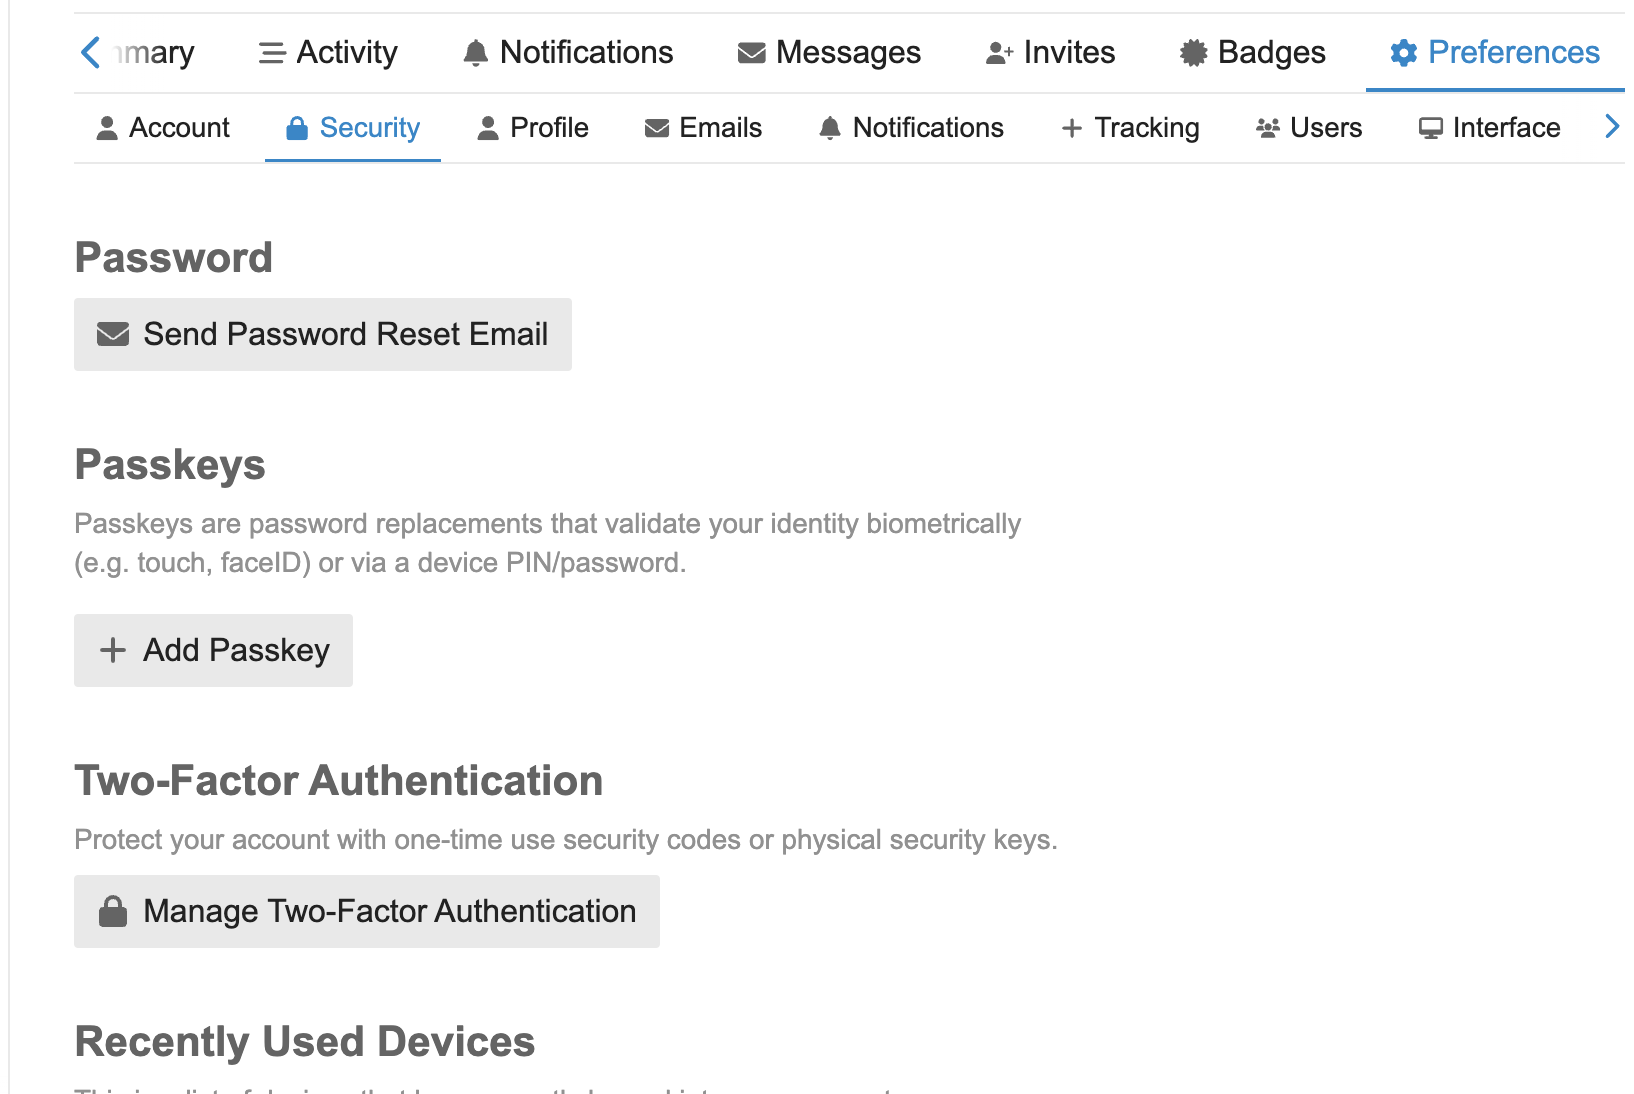 Activity Notifications Messages Invites Badges Preferences
Account Security Profile Emails Notifications Tracking Users Interface
Password
Send Password Reset Email
Passkeys
Passkeys are password replacements that validate your identity biometrically
(e.g. touch, faceID) or via a device PIN/password.
Add Passkey
Two-Factor Authentication
Protect your account with one-time use security codes or physical security keys.
Manage Two-Factor Authentication
Recently Used Devices